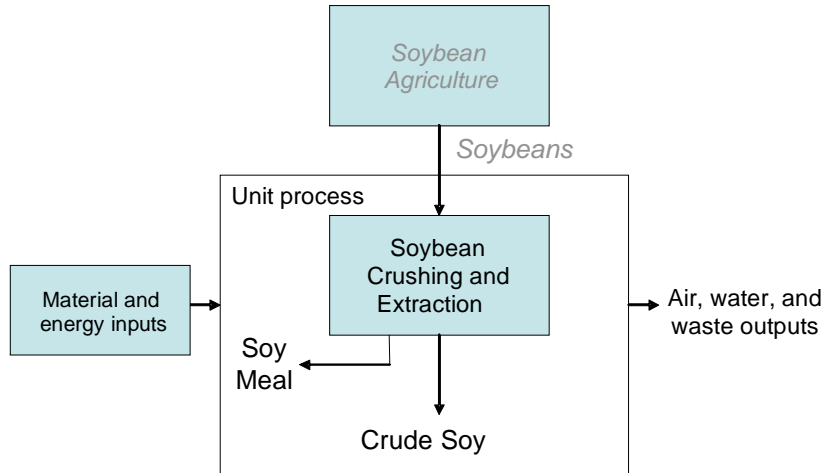 Soybean
Agriculture
Soybeans
Unit process
Soybean
Crushing and
Extraction
Material and
energy inputs
Air, water, and
waste outputs
Soy
Meal
Crude Soy